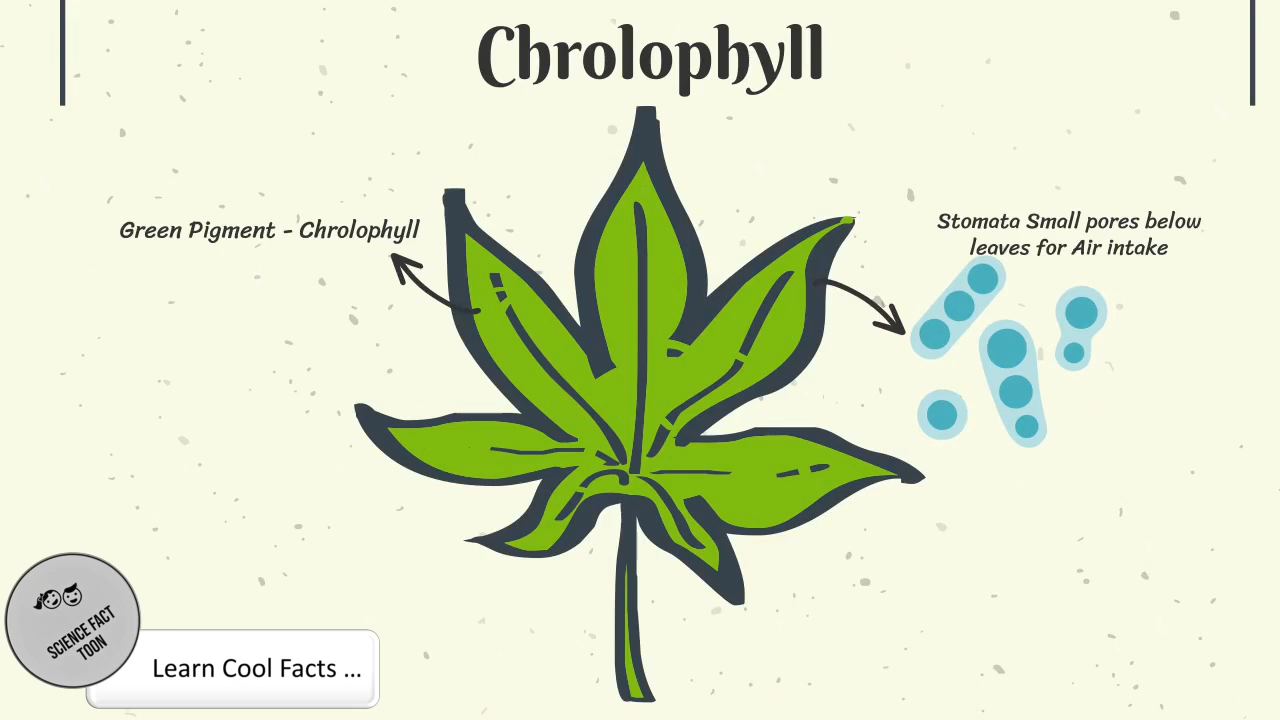 Chrolophyll
Green Pigment - Chrolophyll
Stomata Small pores below
leaves for Air intake
SCIENCE FACT
TOON
Learn Cool Facts ...